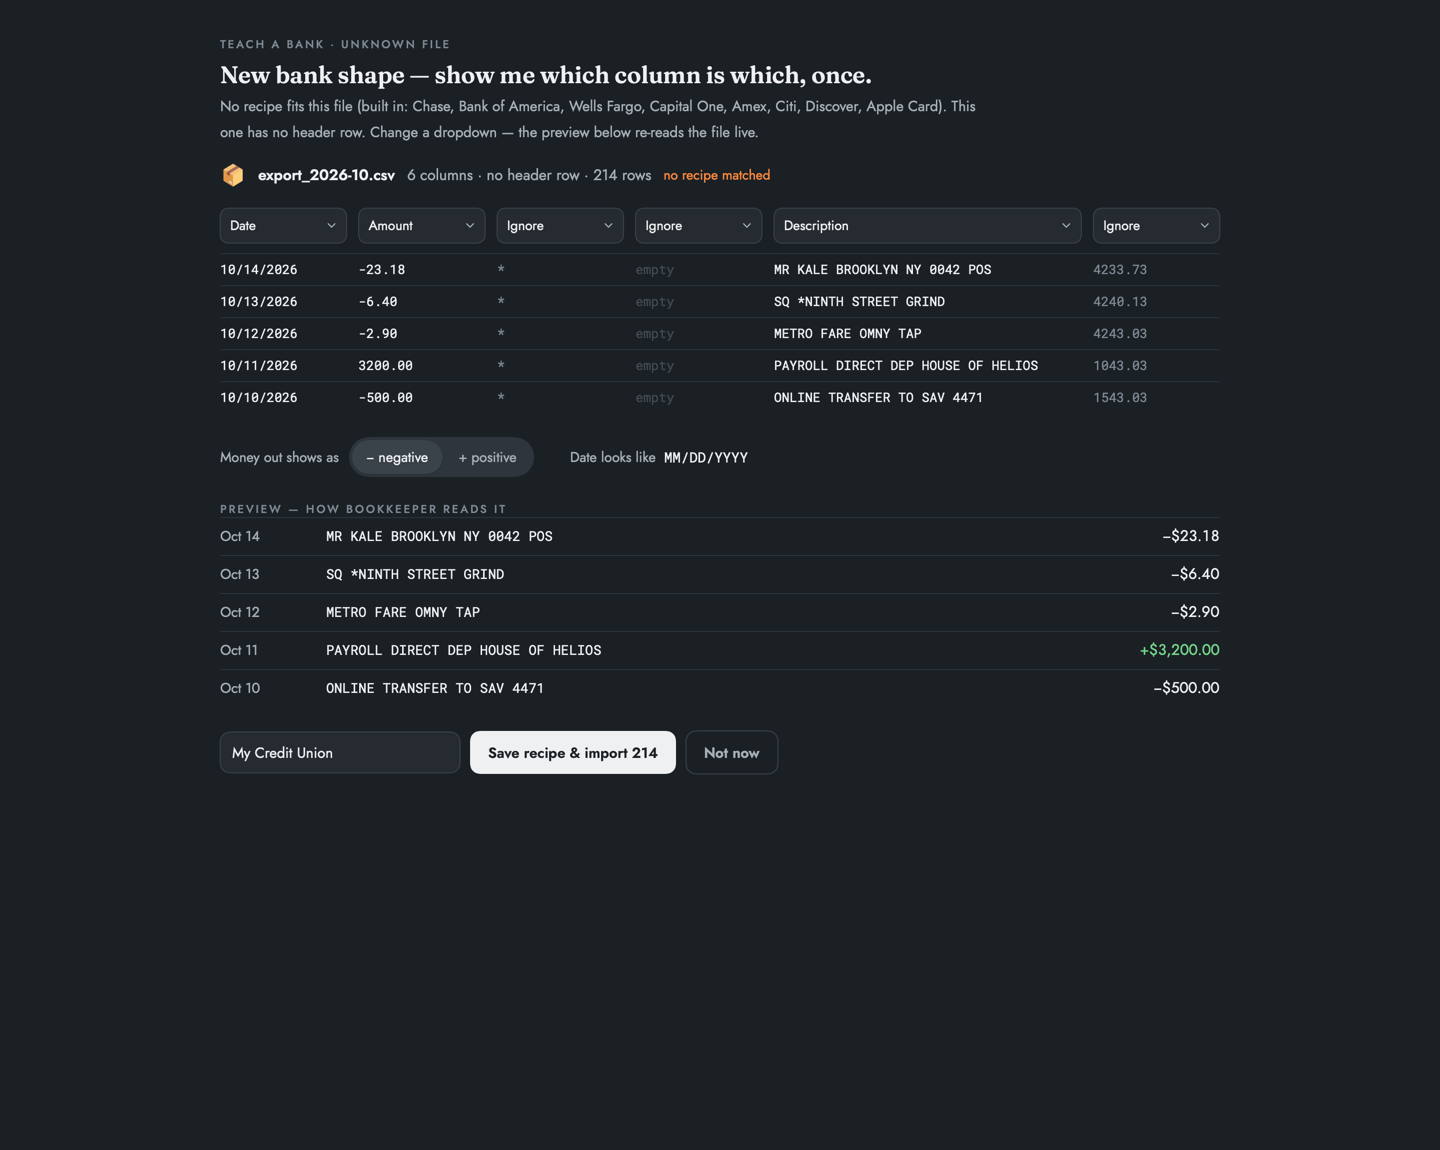 TEACH A BANK · UNKNOWN FILE
New bank shape — show me which column is which, once.
No recipe fits this file (built in: Chase, Bank of America, Wells Fargo, Capital One, Amex, Citi, Discover, Apple Card). This
one has no header row. Change a dropdown — the preview below re-reads the file live.
export_2026-10.csv 6 columns · no header row · 214 rows no recipe matched
Date Amount Ignore Ignore Description Ignore
10/14/2026 -23.18 * empty MR KALE BROOKLYN NY 0042 POS 4233.73
10/13/2026 -6.40 * empty SQ *NINTH STREET GRIND 4240.13
10/12/2026 -2.90 * empty METRO FARE OMNY TAP 4243.03
10/11/2026 3200.00 * empty PAYROLL DIRECT DEP HOUSE OF HELIOS 1043.03
10/10/2026 -500.00 * empty ONLINE TRANSFER TO SAV 4471 1543.03
Money out shows as – negative + positive Date looks like MM/DD/YYYY
PREVIEW — HOW BOOKKEEPER READS IT
Oct 14 MR KALE BROOKLYN NY 0042 POS –$23.18
Oct 13 SQ *NINTH STREET GRIND –$6.40
Oct 12 METRO FARE OMNY TAP –$2.90
Oct 11 PAYROLL DIRECT DEP HOUSE OF HELIOS +$3,200.00
Oct 10 ONLINE TRANSFER TO SAV 4471 –$500.00
My Credit Union Save recipe & import 214 Not now